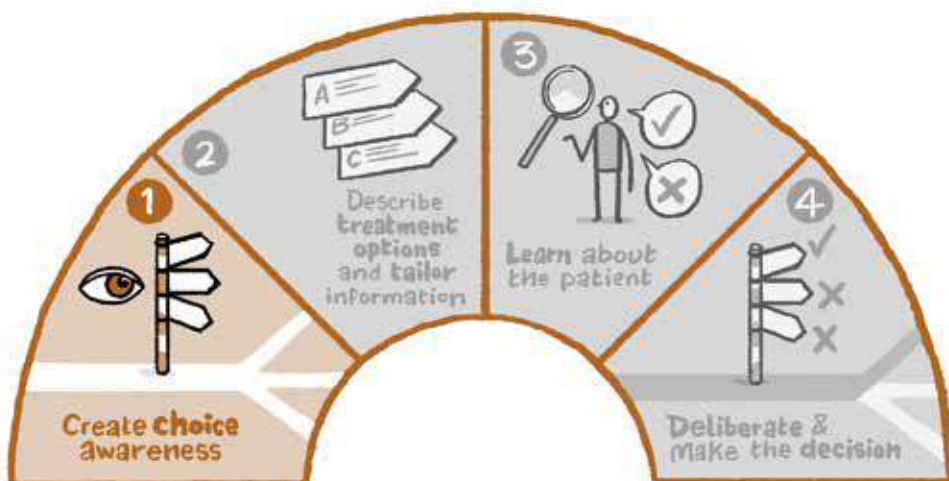 1
Create choice
awareness
2
A
B
C
Describe
treatment
options
and tailor
information
3
Learn about
the patient
4
Deliberate &
Make the decision